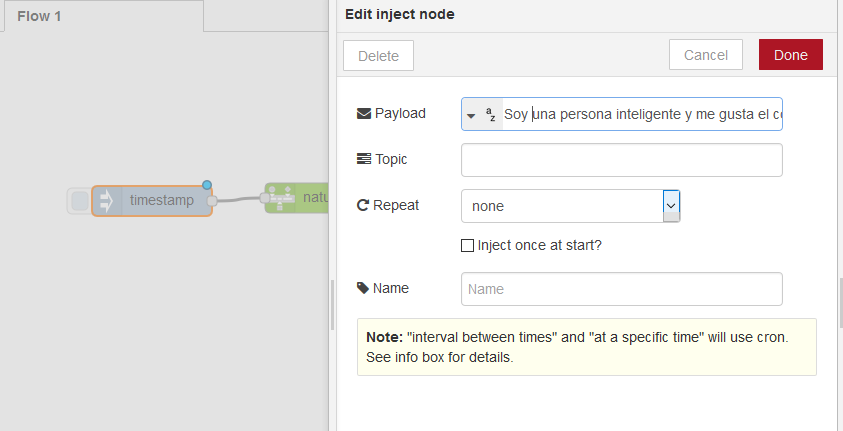 Flow 1
Edit inject node
Delete
Cancel
Done
Payload
a
z
Soy una persona inteligente y me gusta el
Topic
timestamp
Repeat
none
Inject once at start?
Name
Name
Note: "interval between times" and "at a specific time" will use cron.
See info box for details.